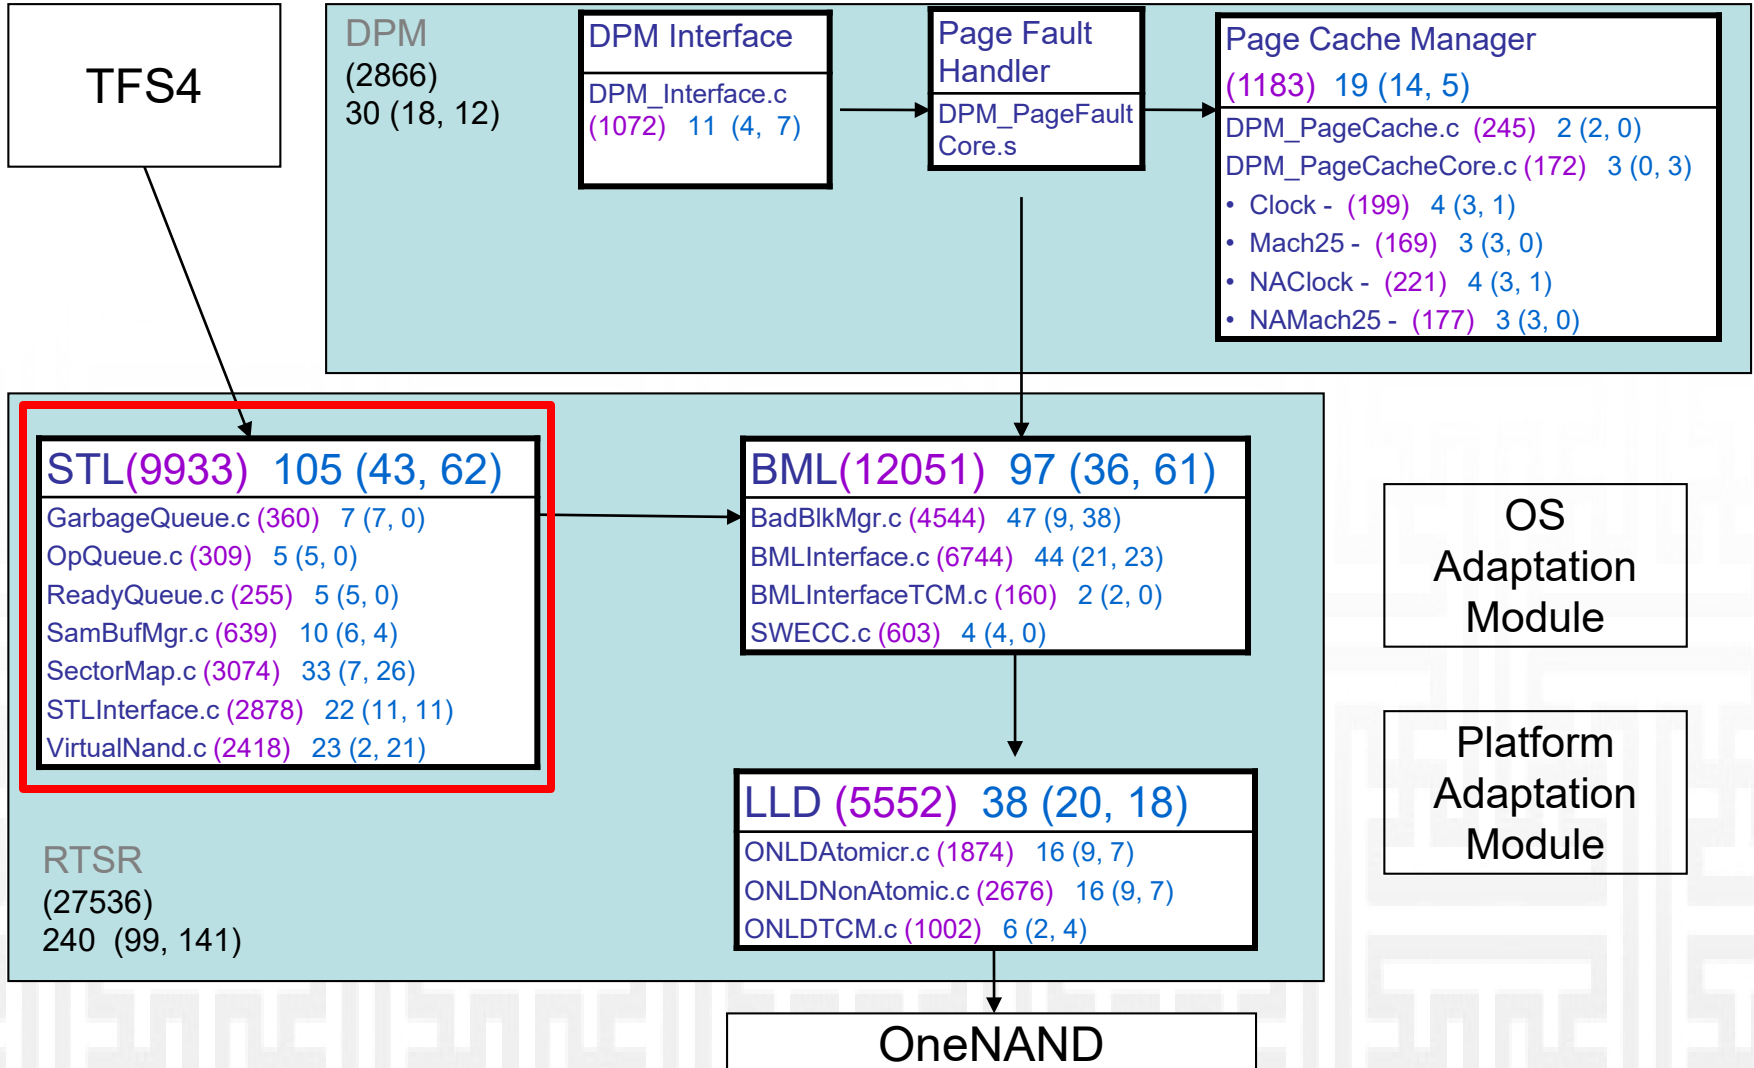 TFS4
DPM
(2866)
30 (18, 12)
DPM Interface
DPM_Interface.c
(1072) 11 (4, 7)
Page Fault
Handler
DPM_PageFault
Core.s
Page Cache Manager
(1183) 19 (14, 5)
DPM_PageCache.c (245) 2 (2, 0)
DPM_PageCacheCore.c (172) 3 (0, 3)
• Clock - (199) 4 (3, 1)
• Mach25 - (169) 3 (3, 0)
• NAClock - (221) 4 (3, 1)
• NAMach25 - (177) 3 (3, 0)
STL(9933) 105 (43, 62)
GarbageQueue.c (360) 7 (7, 0)
OpQueue.c (309) 5 (5, 0)
ReadyQueue.c (255) 5 (5, 0)
SamBufMgr.c (639) 10 (6, 4)
SectorMap.c (3074) 33 (7, 26)
STLInterface.c (2878) 22 (11, 11)
VirtualNand.c (2418) 23 (2, 21)
BML(12051) 97 (36, 61)
BadBlkMgr.c (4544) 47 (9, 38)
BMLInterface.c (6744) 44 (21, 23)
BMLInterfaceTCM.c (160) 2 (2, 0)
SWECC.c (603) 4 (4, 0)
OS
Adaptation
Module
Platform
Adaptation
Module
LLD (5552) 38 (20, 18)
ONLDAtomicr.c (1874) 16 (9, 7)
ONLDNonAtomic.c (2676) 16 (9, 7)
ONLDTCM.c (1002) 6 (2, 4)
RTSR
(27536)
240 (99, 141)
OneNAND